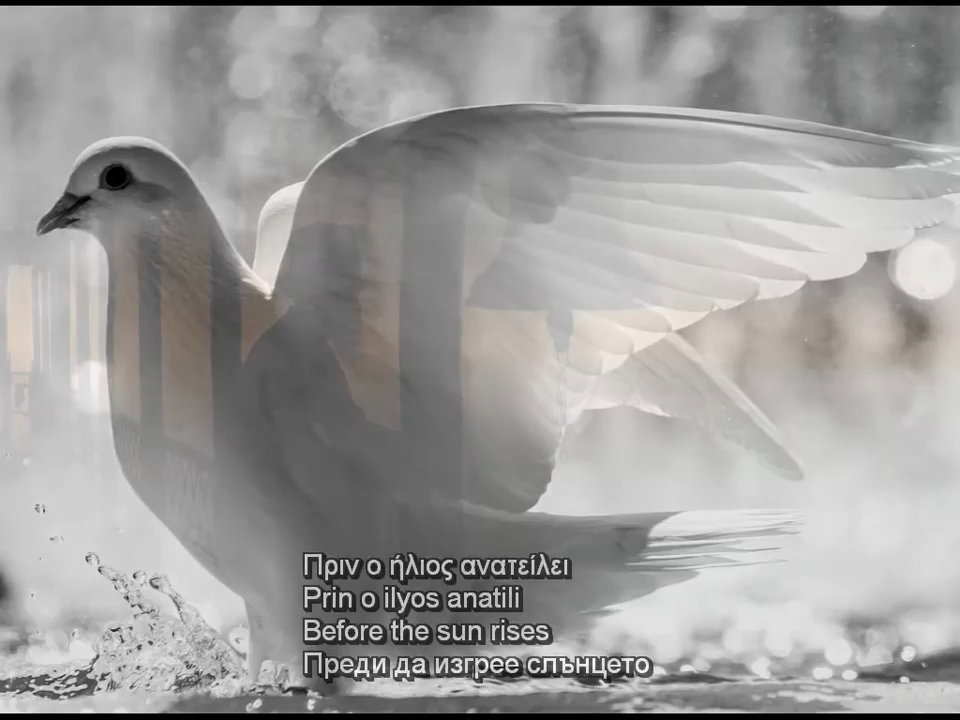 Πριν ο ήλιος ανατείλει
Prin o ilyos anatili
Before the sun rises
Преди да изгрее слънцето